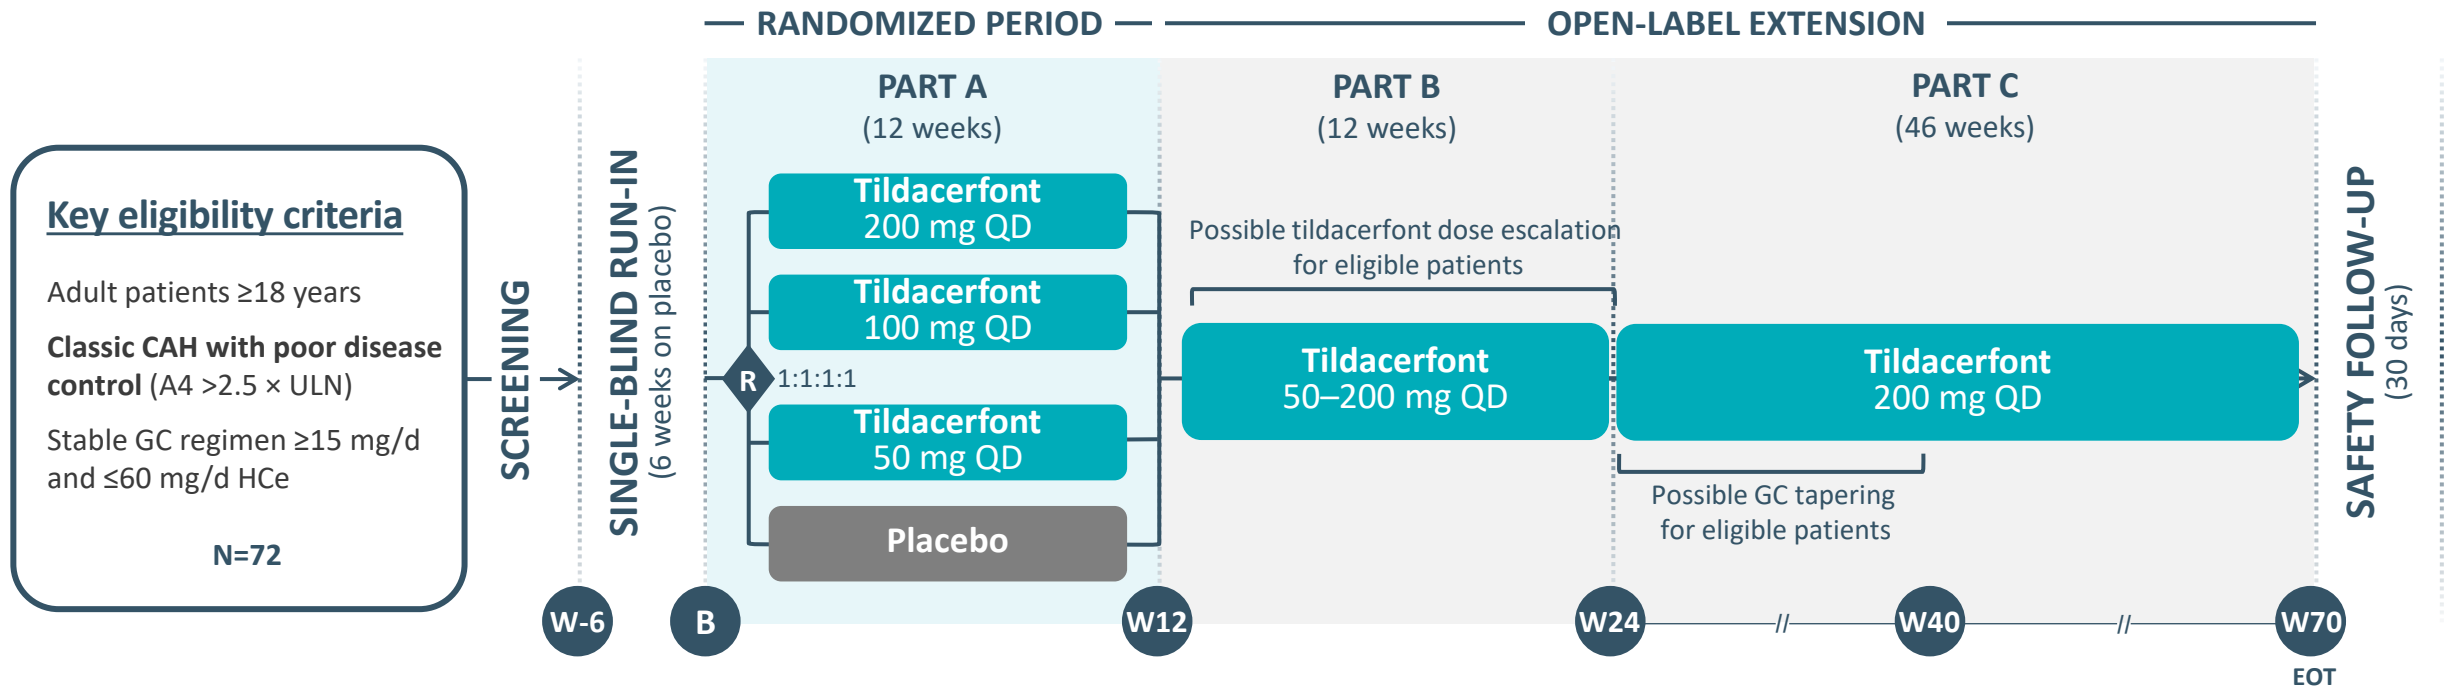 RANDOMIZED PERIOD
OPEN-LABEL EXTENSION
PART A
(12 weeks)
PART B
(12 weeks)
PART C
(46 weeks)
Key eligibility criteria
Adult patients ≥18 years
Classic CAH with poor disease
control (A4 >2.5 × ULN)
Stable GC regimen ≥15 mg/d
and ≤60 mg/d HCe
N=72
SCREENING
SINGLE-BLIND RUN-IN
(6 weeks on placebo)
R
1:1:1:1
Tildacerfont
200 mg QD
Tildacerfont
100 mg QD
Tildacerfont
50 mg QD
Placebo
Possible tildacerfont dose escalation
for eligible patients
Tildacerfont
50–200 mg QD
Tildacerfont
200 mg QD
Possible GC tapering
for eligible patients
SAFETY FOLLOW-UP
(30 days)
W-6
B
W12
W24
//
W40
//
W70
EOT